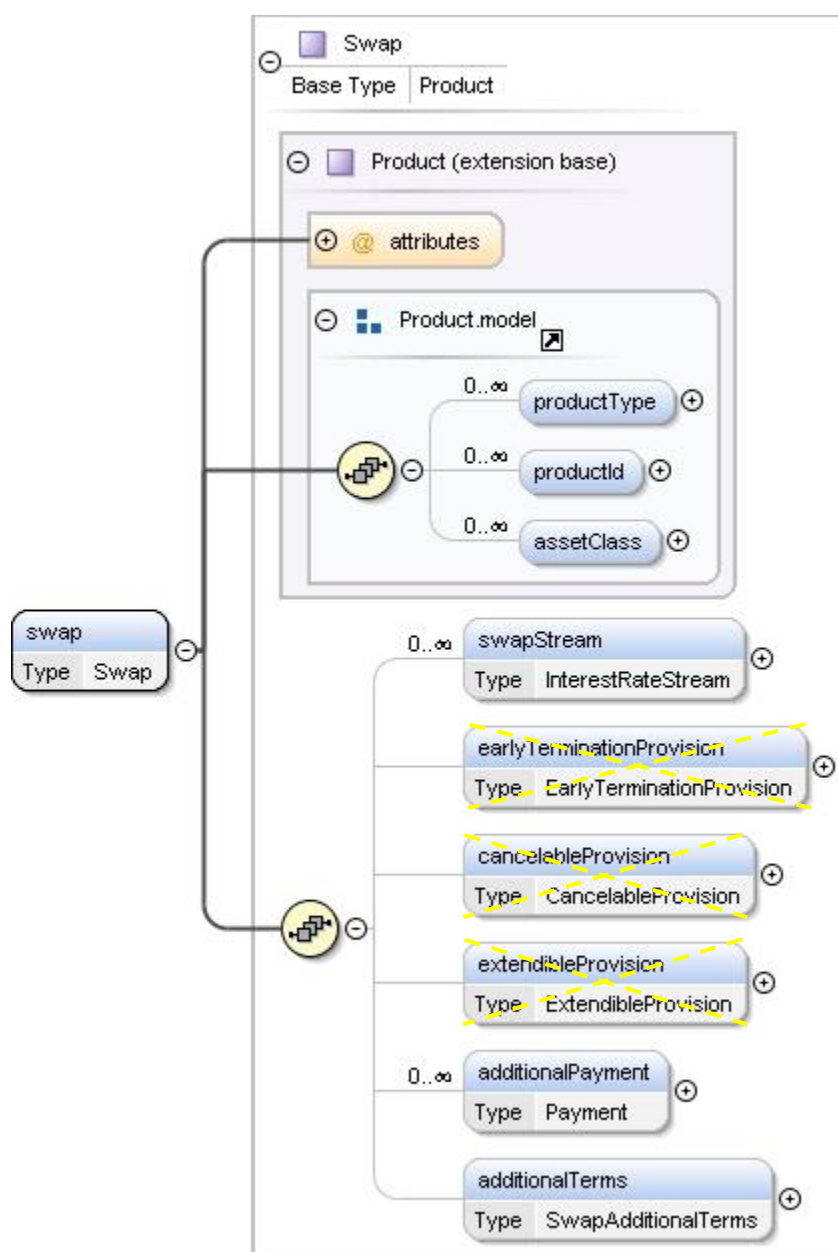 Swap
Base Type Product
Product (extension base)
@ attributes
Product.model
0..∞
productType
0..∞
productId
0..∞
assetClass
swap
Type Swap
0..∞
swapStream
Type InterestRateStream
earlyTerminationProvision
Type EarlyTerminationProvision
cancelableProvision
Type CancelableProvision
extendibleProvision
Type ExtendibleProvision
0..∞
additionalPayment
Type Payment
additionalTerms
Type SwapAdditionalTerms